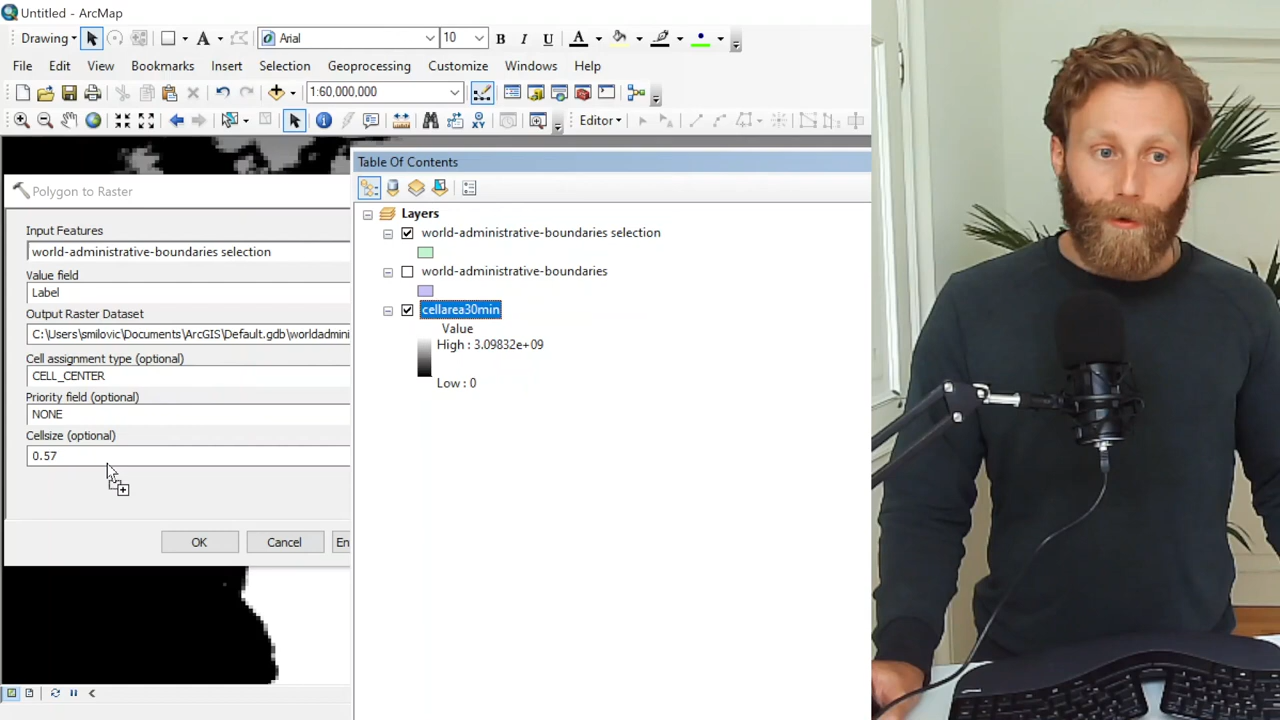 Untitled - ArcMap
Drawing Arial 10 B I U A
File Edit View Bookmarks Insert Selection Geoprocessing Customize Windows Help
1:60,000,000
Editor
Table Of Contents
Polygon to Raster
Layers
Input Features
world-administrative-boundaries selection
world-administrative-boundaries selection
Value field
world-administrative-boundaries
Label
Output Raster Dataset
cellarea30min
C:\Users\smilovic\Documents\ArcGIS\Default.gdb\worldadmini
Value
High : 3.09832e+09
Cell assignment type (optional)
CELL_CENTER
Low : 0
Priority field (optional)
NONE
Cellsize (optional)
0.57
OK Cancel En